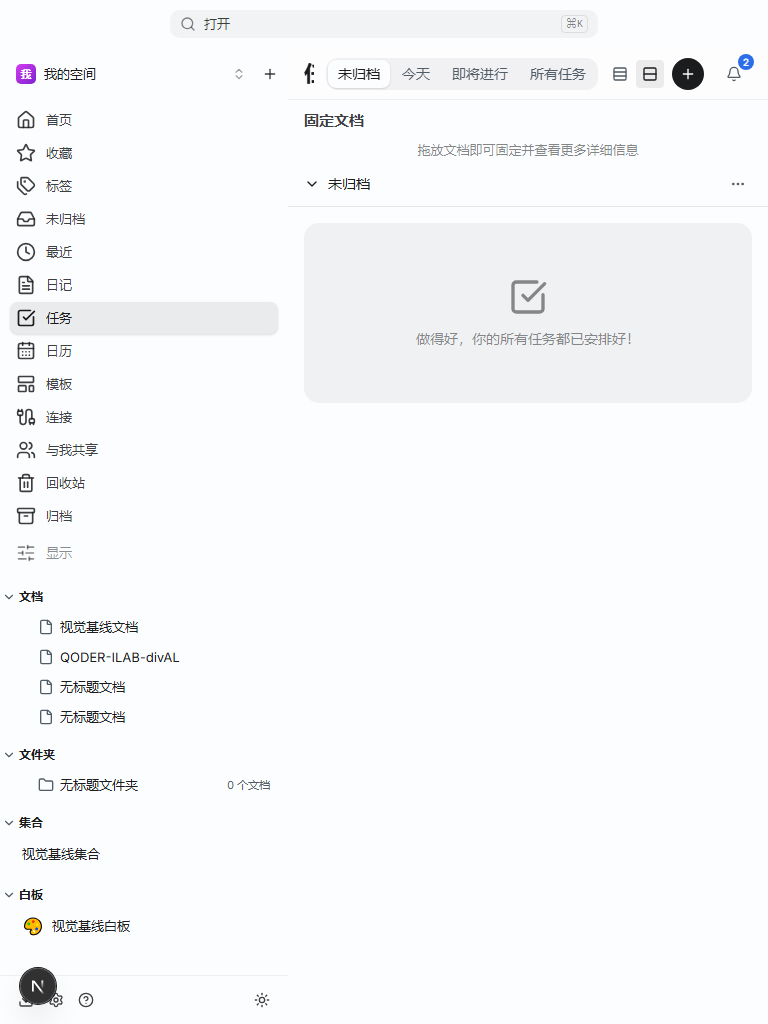 打开
⌘K
我
我的空间
未归档
今天
即将进行
所有任务
2
首页
收藏
标签
未归档
最近
日记
任务
日历
模板
连接
与我共享
回收站
归档
显示
文档
视觉基线文档
QODER-ILAB-divAL
无标题文档
无标题文档
文件夹
无标题文件夹
0 个文档
集合
视觉基线集合
白板
视觉基线白板
N
固定文档
拖放文档即可固定并查看更多详细信息
未归档
做得好，你的所有任务都已安排好！